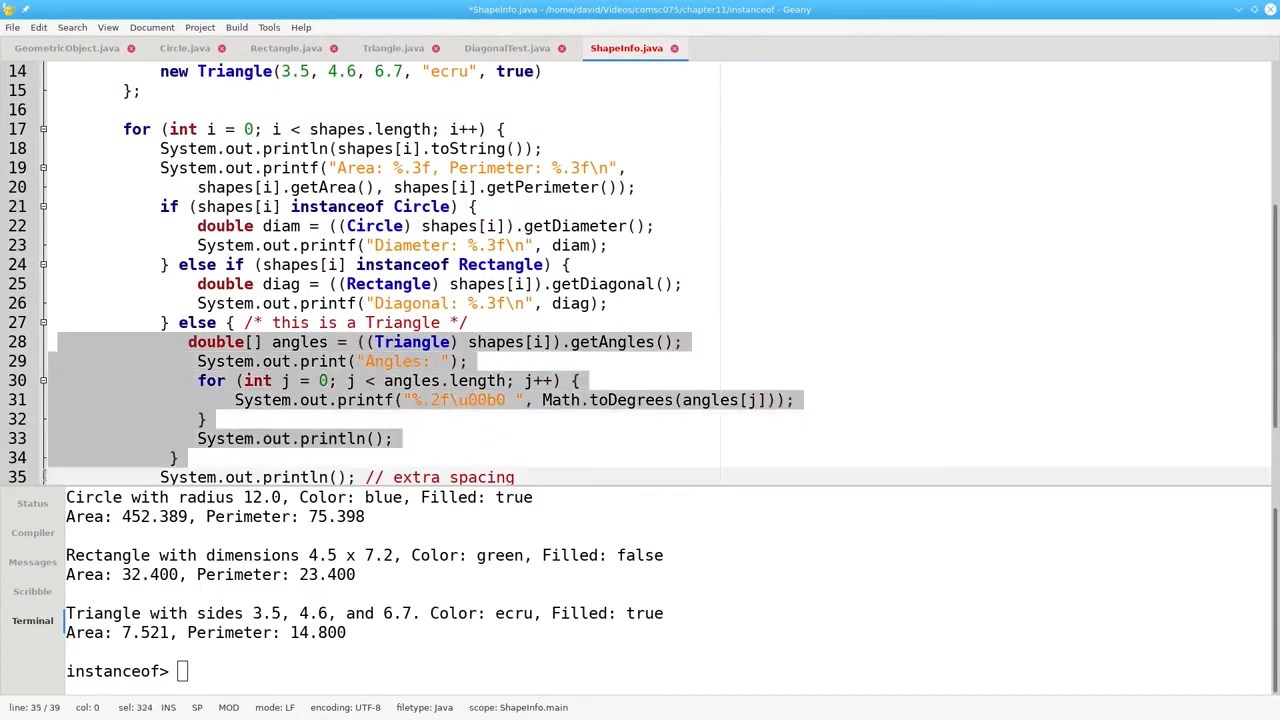 *ShapeInfo.java - /home/david/Videos/comsc075/chapter11/instanceof - Geany
File Edit Search View Document Project Build Tools Help
GeometricObject.java Circle.java Rectangle.java Triangle.java DiagonalTest.java ShapeInfo.java
14 new Triangle(3.5, 4.6, 6.7, "ecru", true)
15 };
16
17 for (int i = 0; i < shapes.length; i++) {
18 System.out.println(shapes[i].toString());
19 System.out.printf("Area: %.3f, Perimeter: %.3f\n",
20 shapes[i].getArea(), shapes[i].getPerimeter());
21 if (shapes[i] instanceof Circle) {
22 double diam = ((Circle) shapes[i]).getDiameter();
23 System.out.printf("Diameter: %.3f\n", diam);
24 } else if (shapes[i] instanceof Rectangle) {
25 double diag = ((Rectangle) shapes[i]).getDiagonal();
26 System.out.printf("Diagonal: %.3f\n", diag);
27 } else { /* this is a Triangle */
28 double[] angles = ((Triangle) shapes[i]).getAngles();
29 System.out.print("Angles: ");
30 for (int j = 0; j < angles.length; j++) {
31 System.out.printf("%.2f\u00b0 ", Math.toDegrees(angles[j]));
32 }
33 System.out.println();
34 }
35 System.out.println(); // extra spacing
Status
Compiler
Messages
Scribble
Terminal
Circle with radius 12.0, Color: blue, Filled: true
Area: 452.389, Perimeter: 75.398
Rectangle with dimensions 4.5 x 7.2, Color: green, Filled: false
Area: 32.400, Perimeter: 23.400
Triangle with sides 3.5, 4.6, and 6.7. Color: ecru, Filled: true
Area: 7.521, Perimeter: 14.800
instanceof>
line: 35 / 39 col: 0 sel: 324 INS SP MOD mode: LF encoding: UTF-8 filetype: Java scope: ShapeInfo.main